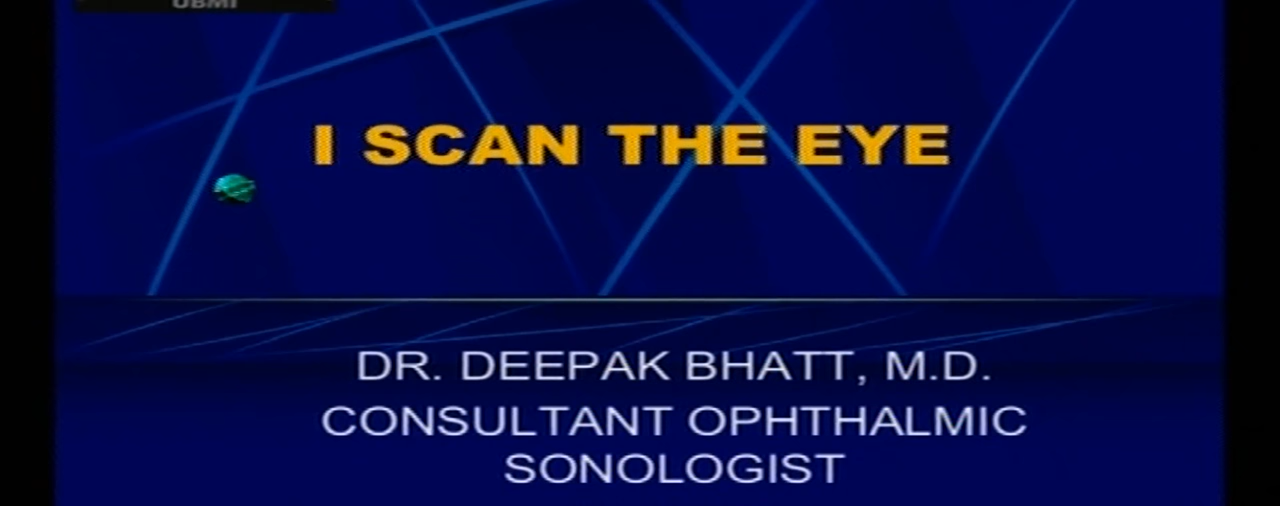 I SCAN THE EYE
DR. DEEPAK BHATT, M.D.
CONSULTANT OPHTHALMIC
SONOLOGIST